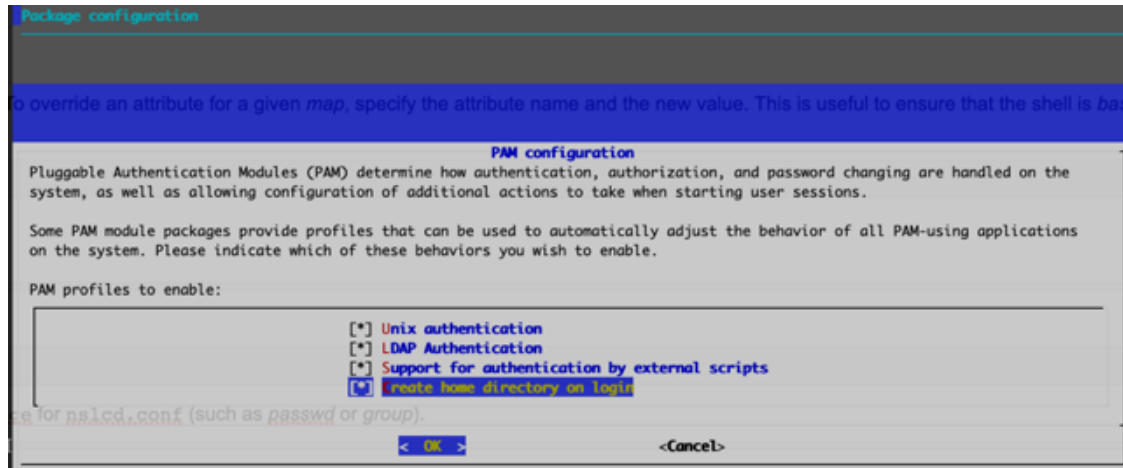 Package configuration
To override an attribute for a given map, specify the attribute name and the new value. This is useful to ensure that the shell is
PAM configuration
Pluggable Authentication Modules (PAM) determine how authentication, authorization, and password changing are handled on the
system, as well as allowing configuration of additional actions to take when starting user sessions.
Some PAM module packages provide profiles that can be used to automatically adjust the behavior of all PAM-using applications
on the system. Please indicate which of these behaviors you wish to enable.
PAM profiles to enable:
[*] Unix authentication
[*] LDAP Authentication
[*] Support for authentication by external scripts
[*] Create home directory on login
for nslcd.conf (such as passwd or group).
< OK > <Cancel>